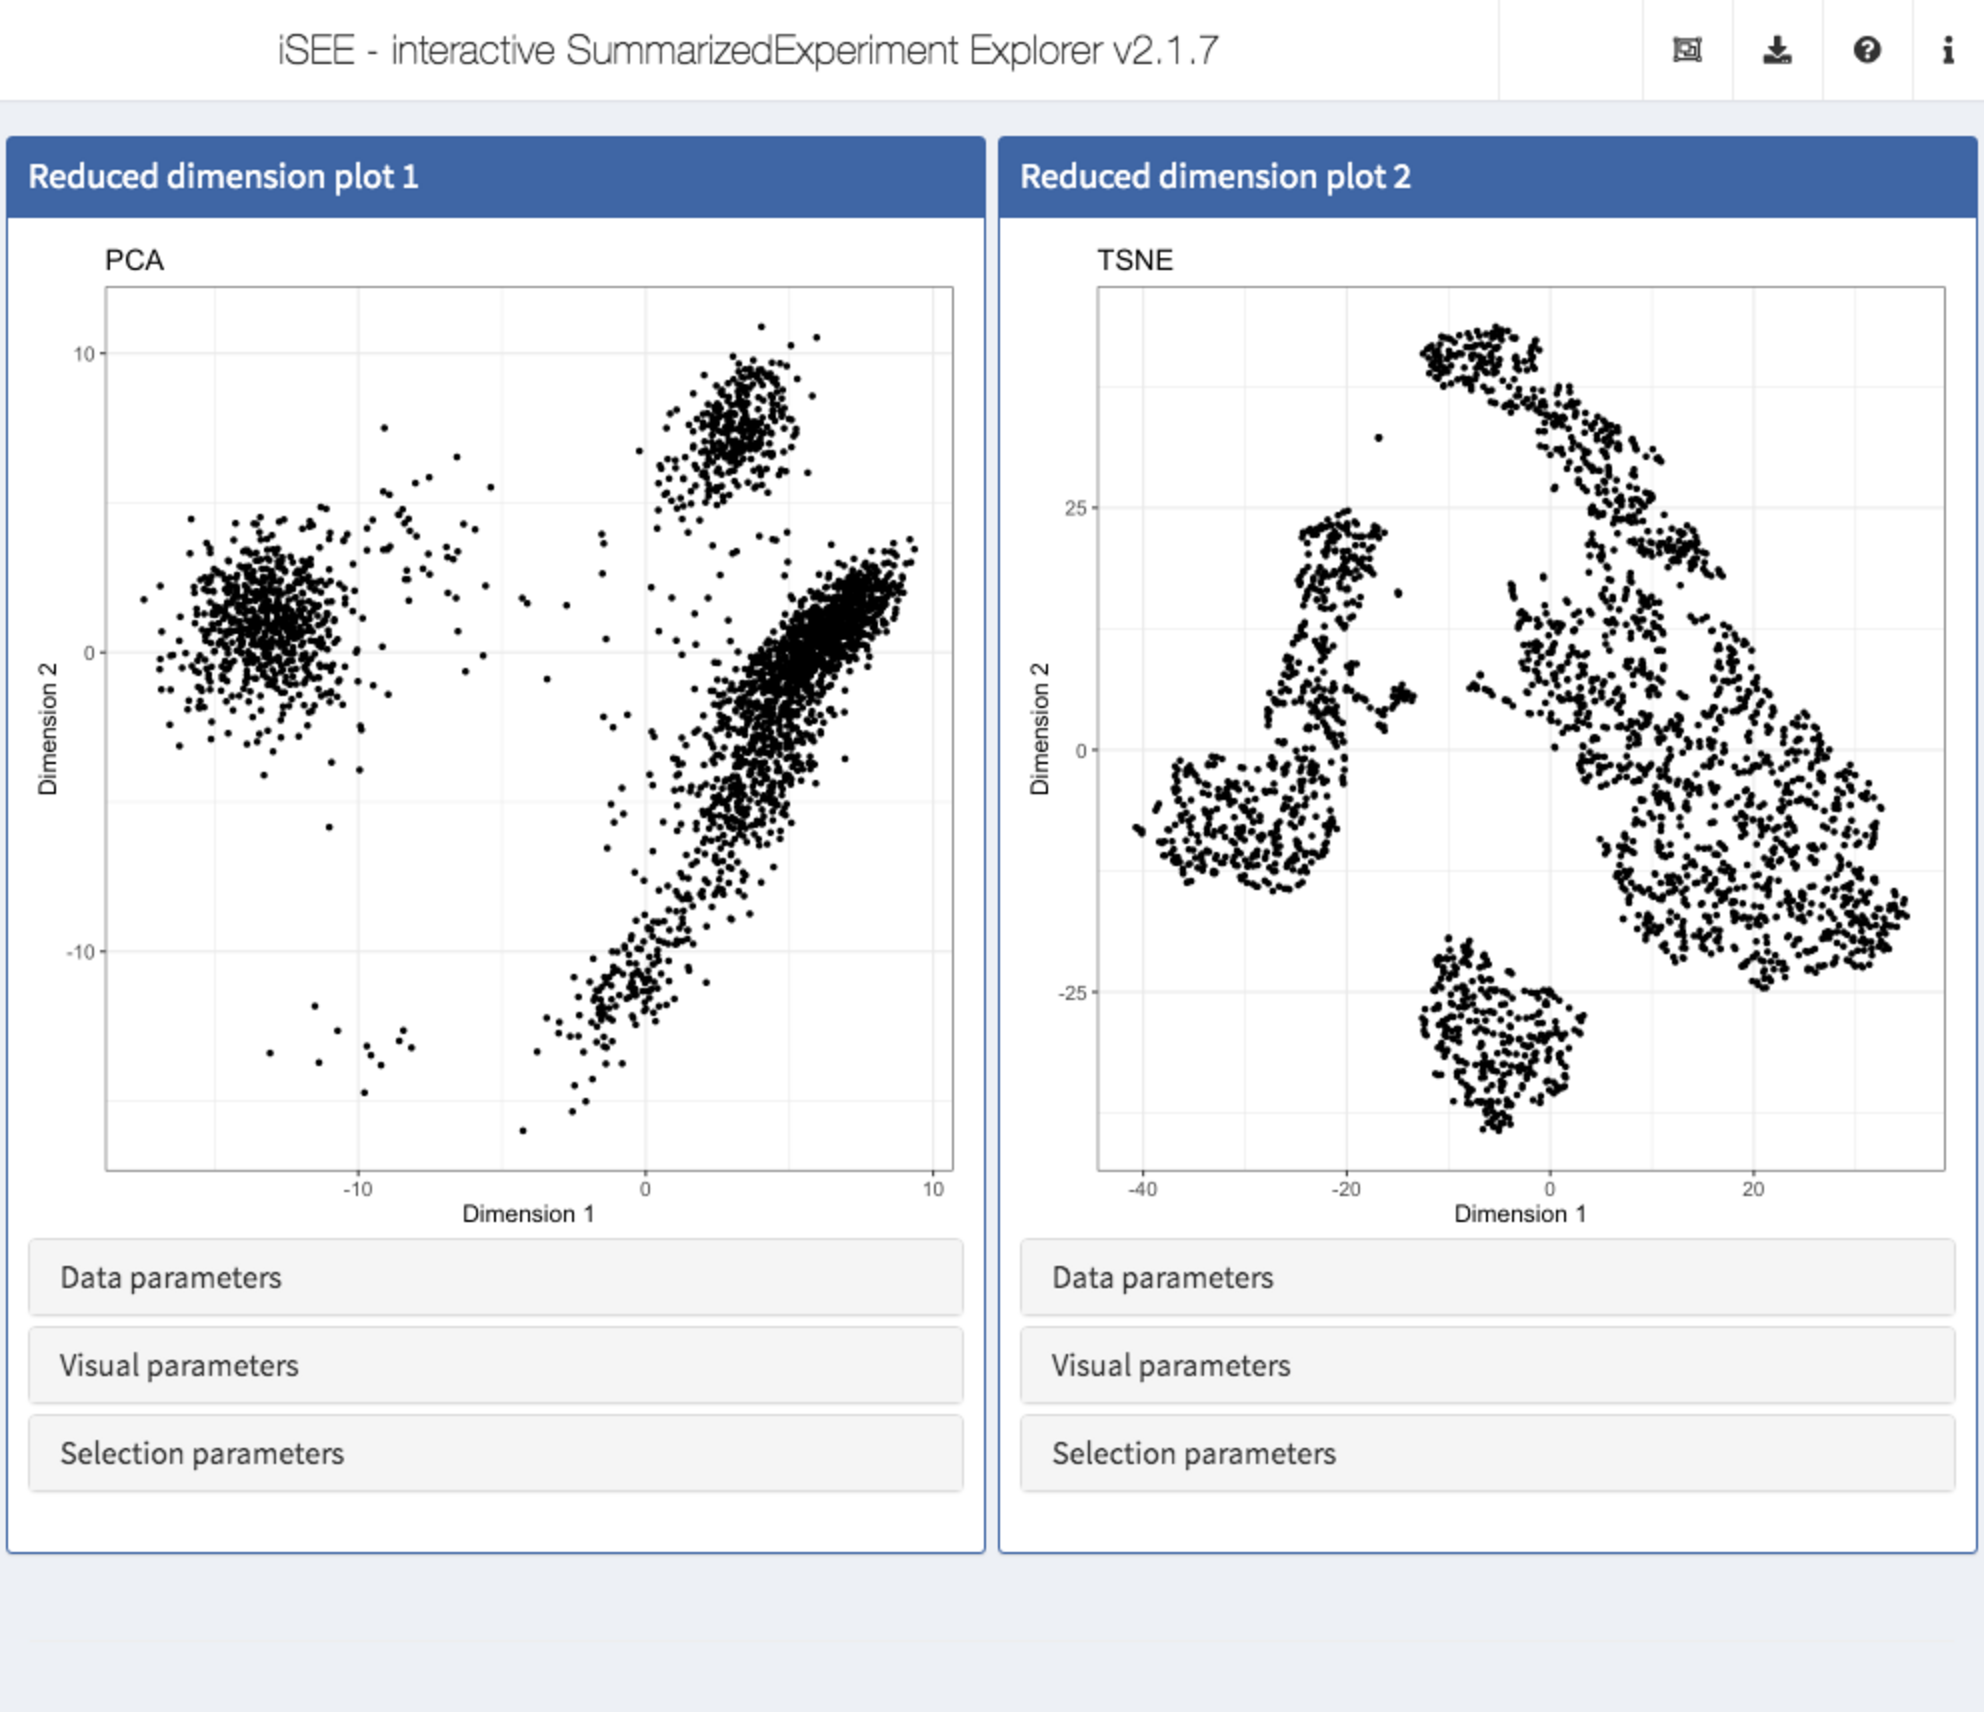 iSEE - interactive SummarizedExperiment Explorer v2.1.7
Reduced dimension plot 1
PCA
10
0
-10
Dimension 2
-10 0 10
Dimension 1
Data parameters
Visual parameters
Selection parameters
Reduced dimension plot 2
TSNE
25
0
-25
Dimension 2
-40 -20 0 20
Dimension 1
Data parameters
Visual parameters
Selection parameters